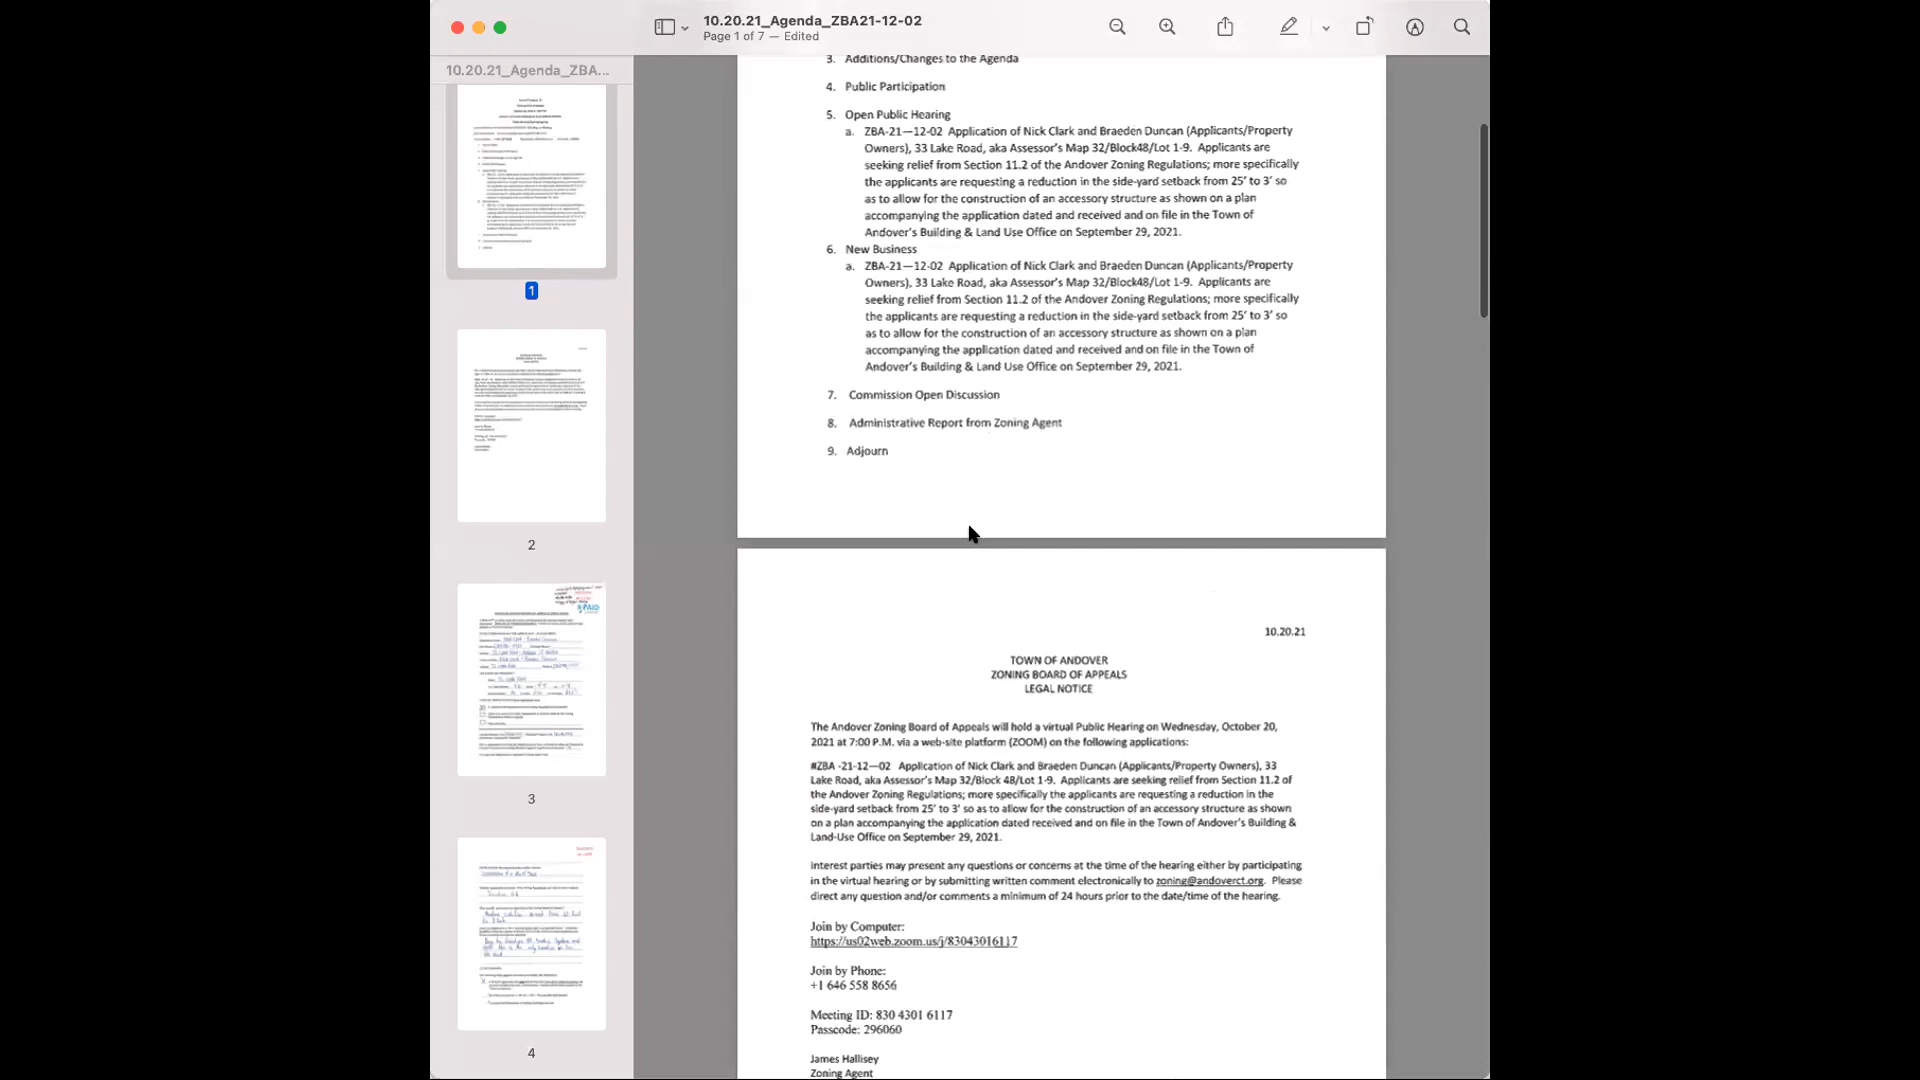 10.20.21_Agenda_ZBA21-12-02
Page 1 of 7 — Edited
10.20.21_Agenda_ZBA...
1
2
3
4
3. Additions/Changes to the Agenda
4. Public Participation
5. Open Public Hearing
a. ZBA-21—12-02 Application of Nick Clark and Braeden Duncan (Applicants/Property
Owners), 33 Lake Road, aka Assessor's Map 32/Block48/Lot 1-9. Applicants are
seeking relief from Section 11.2 of the Andover Zoning Regulations; more specifically
the applicants are requesting a reduction in the side-yard setback from 25' to 3' so
as to allow for the construction of an accessory structure as shown on a plan
accompanying the application dated and received and on file in the Town of
Andover's Building & Land Use Office on September 29, 2021.
6. New Business
a. ZBA-21—12-02 Application of Nick Clark and Braeden Duncan (Applicants/Property
Owners), 33 Lake Road, aka Assessor's Map 32/Block48/Lot 1-9. Applicants are
seeking relief from Section 11.2 of the Andover Zoning Regulations; more specifically
the applicants are requesting a reduction in the side-yard setback from 25' to 3' so
as to allow for the construction of an accessory structure as shown on a plan
accompanying the application dated and received and on file in the Town of
Andover's Building & Land Use Office on September 29, 2021.
7. Commission Open Discussion
8. Administrative Report from Zoning Agent
9. Adjourn
10.20.21
TOWN OF ANDOVER
ZONING BOARD OF APPEALS
LEGAL NOTICE
The Andover Zoning Board of Appeals will hold a virtual Public Hearing on Wednesday, October 20,
2021 at 7:00 P.M. via a web-site platform (ZOOM) on the following applications:
#ZBA -21-12—02 Application of Nick Clark and Braeden Duncan (Applicants/Property Owners), 33
Lake Road, aka Assessor's Map 32/Block 48/Lot 1-9. Applicants are seeking relief from Section 11.2 of
the Andover Zoning Regulations; more specifically the applicants are requesting a reduction in the
side-yard setback from 25' to 3' so as to allow for the construction of an accessory structure as shown
on a plan accompanying the application dated received and on file in the Town of Andover's Building &
Land-Use Office on September 29, 2021.
Interest parties may present any questions or concerns at the time of the hearing either by participating
in the virtual hearing or by submitting written comment electronically to zoning@andoverct.org. Please
direct any question and/or comments a minimum of 24 hours prior to the date/time of the hearing.
Join by Computer:
https://us02web.zoom.us/j/83043016117
Join by Phone:
+1 646 558 8656
Meeting ID: 830 4301 6117
Passcode: 296060
James Hallisey
Zoning Agent